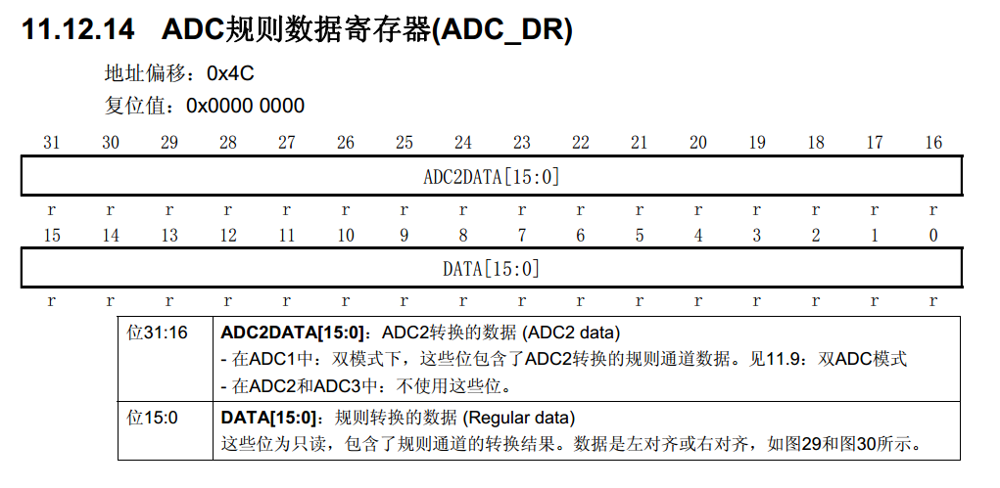 11.12.14 ADC规则数据寄存器(ADC_DR)
地址偏移：0x4C
复位值：0x0000 0000
31 30 29 28 27 26 25 24 23 22 21 20 19 18 17 16
ADC2DATA[15:0]
r r r r r r r r r r r r r r r r
15 14 13 12 11 10 9 8 7 6 5 4 3 2 1 0
DATA[15:0]
r r r r r r r r r r r r r r r r
位31:16 ADC2DATA[15:0]：ADC2转换的数据 (ADC2 data)
- 在ADC1中：双模式下，这些位包含了ADC2转换的规则通道数据。见11.9：双ADC模式
- 在ADC2和ADC3中：不使用这些位。
位15:0 DATA[15:0]：规则转换的数据 (Regular data)
这些位为只读，包含了规则通道的转换结果。数据是左对齐或右对齐，如图29和图30所示。